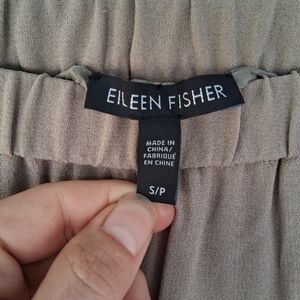 EILEEN FISHER
MADE IN
CHINA/
FABRIQUÉ
EN CHINE
S/P